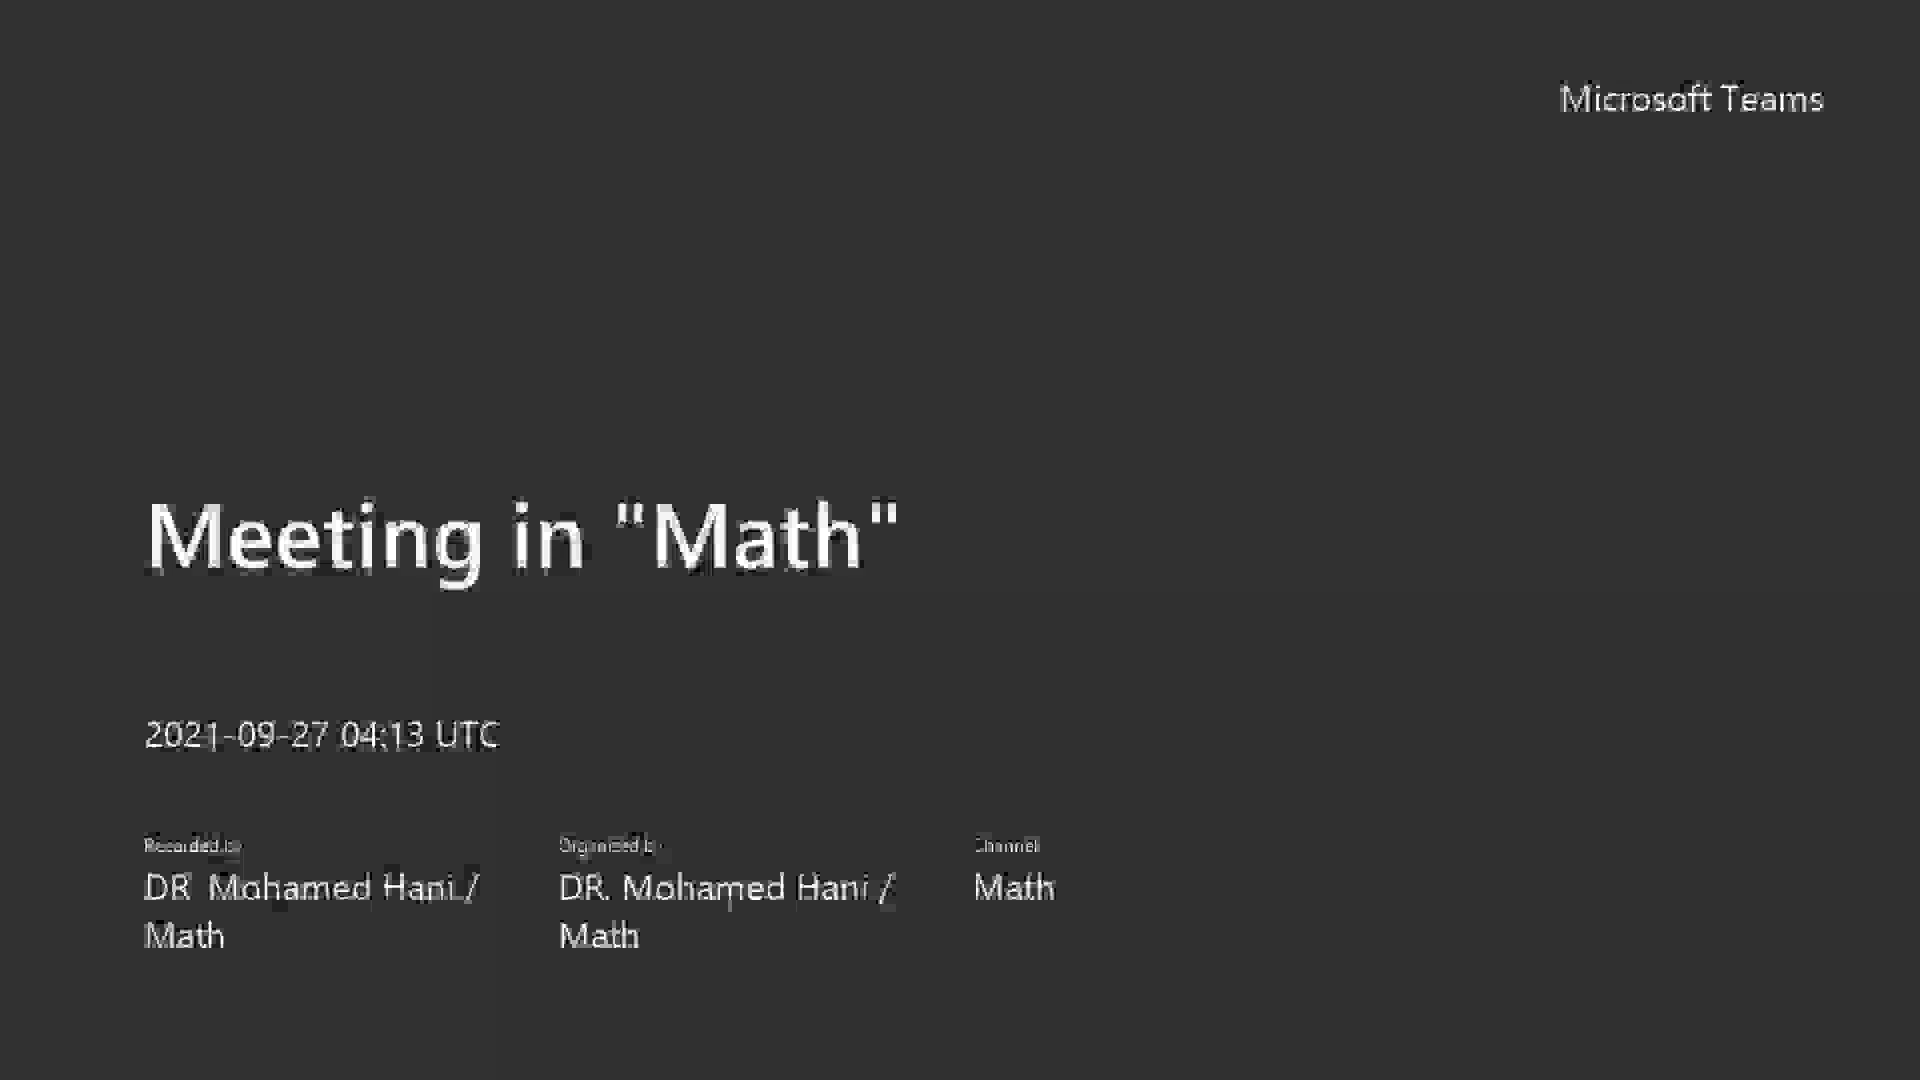 Microsoft Teams
Meeting in "Math"
2021-09-27 04:13 UTC
Recorded by
DR. Mohamed Hani /
Math
Organized by
DR. Mohamed Hani /
Math
Channel
Math